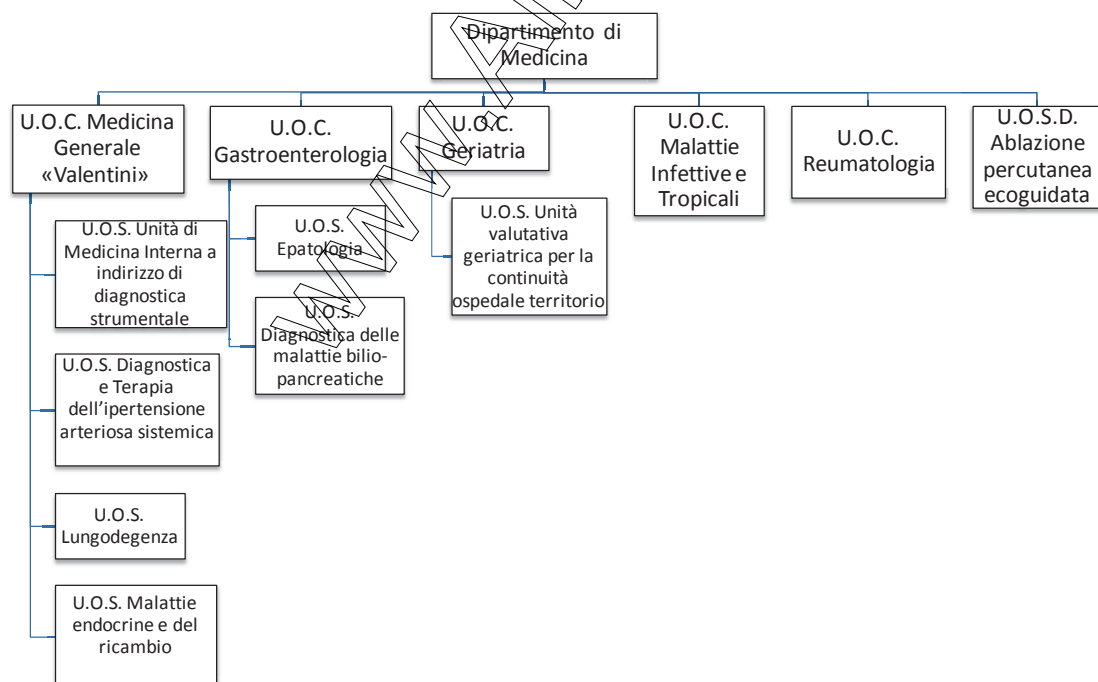 Dipartimento di
Medicina
U.O.C. Medicina
Generale
«Valentini»
U.O.S. Unità di
Medicina Interna a
indirizzo di
diagnostica
strumentale
U.O.S. Diagnostica
e Terapia
dell’ipertensione
arteriosa sistemica
U.O.S.
Lungodegenza
U.O.S. Malattie
endocrine e del
ricambio
U.O.C.
Gastroenterologia
U.O.S.
Epatologia
U.O.S.
Diagnostica delle
malattie bilio-
pancreatiche
U.O.C.
Geriatria
U.O.S. Unità
valutativa
geriatrica per la
continuità
ospedale territorio
U.O.C.
Malattie
Infettive e
Tropicali
U.O.C.
Reumatologia
U.O.S.D.
Ablazione
percutanea
ecoguidata